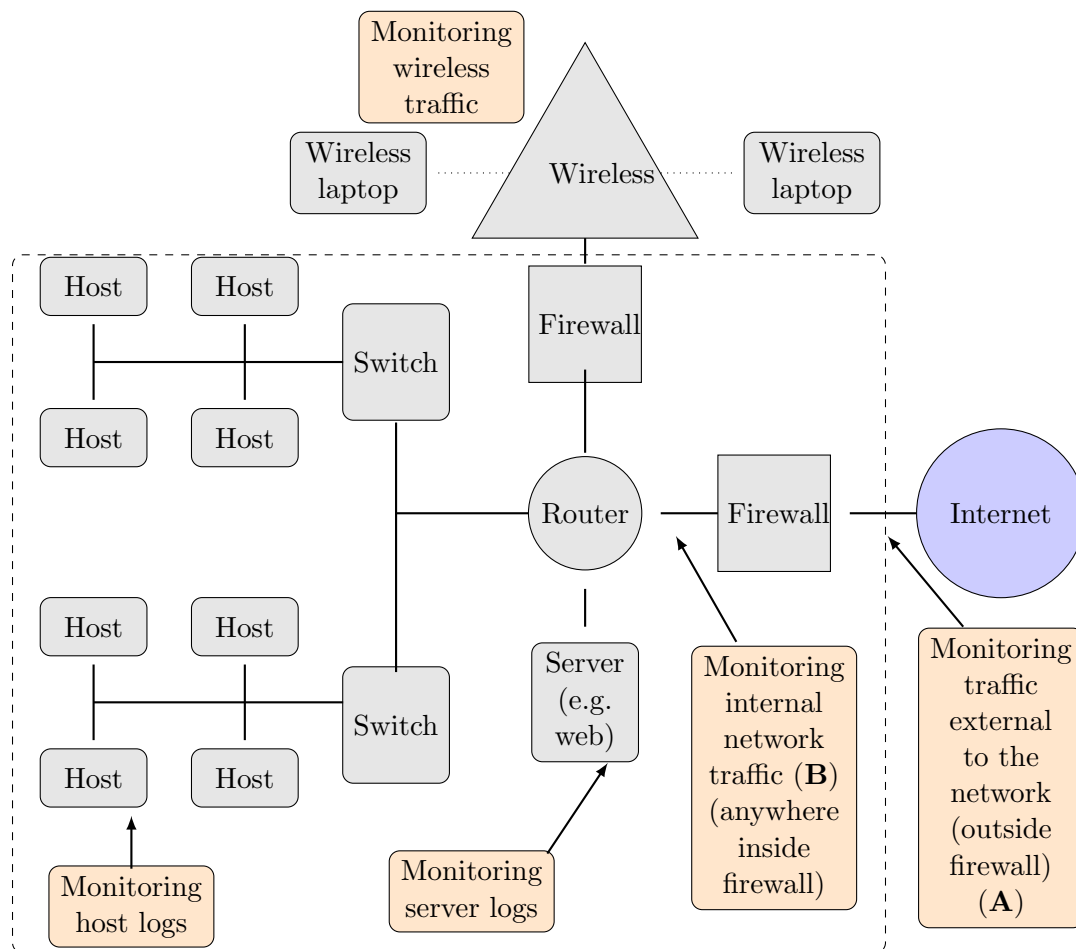 Monitoring
wireless
traffic
Wireless
laptop
Wireless
Wireless
laptop
Host
Host
Firewall
Switch
Host
Host
Router
Firewall
Internet
Host
Host
Server
(e.g.
web)
Switch
Host
Host
Monitoring
internal
network
traffic (B)
(anywhere
inside
firewall)
Monitoring
traffic
external
to the
network
(outside
firewall)
(A)
Monitoring
host logs
Monitoring
server logs